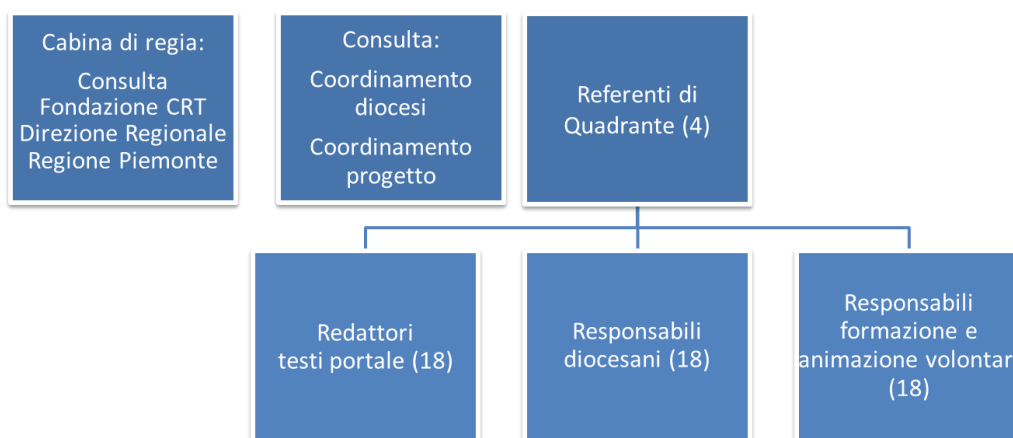 Cabina di regia:
Consulta
Fondazione CRT
Direzione Regionale
Regione Piemonte
Consulta:
Coordinamento
diocesi
Coordinamento
progetto
Referenti di
Quadrante (4)
Redattori
testi portale (18)
Responsabili
diocesani (18)
Responsabili
formazione e
animazione volontar
(18)